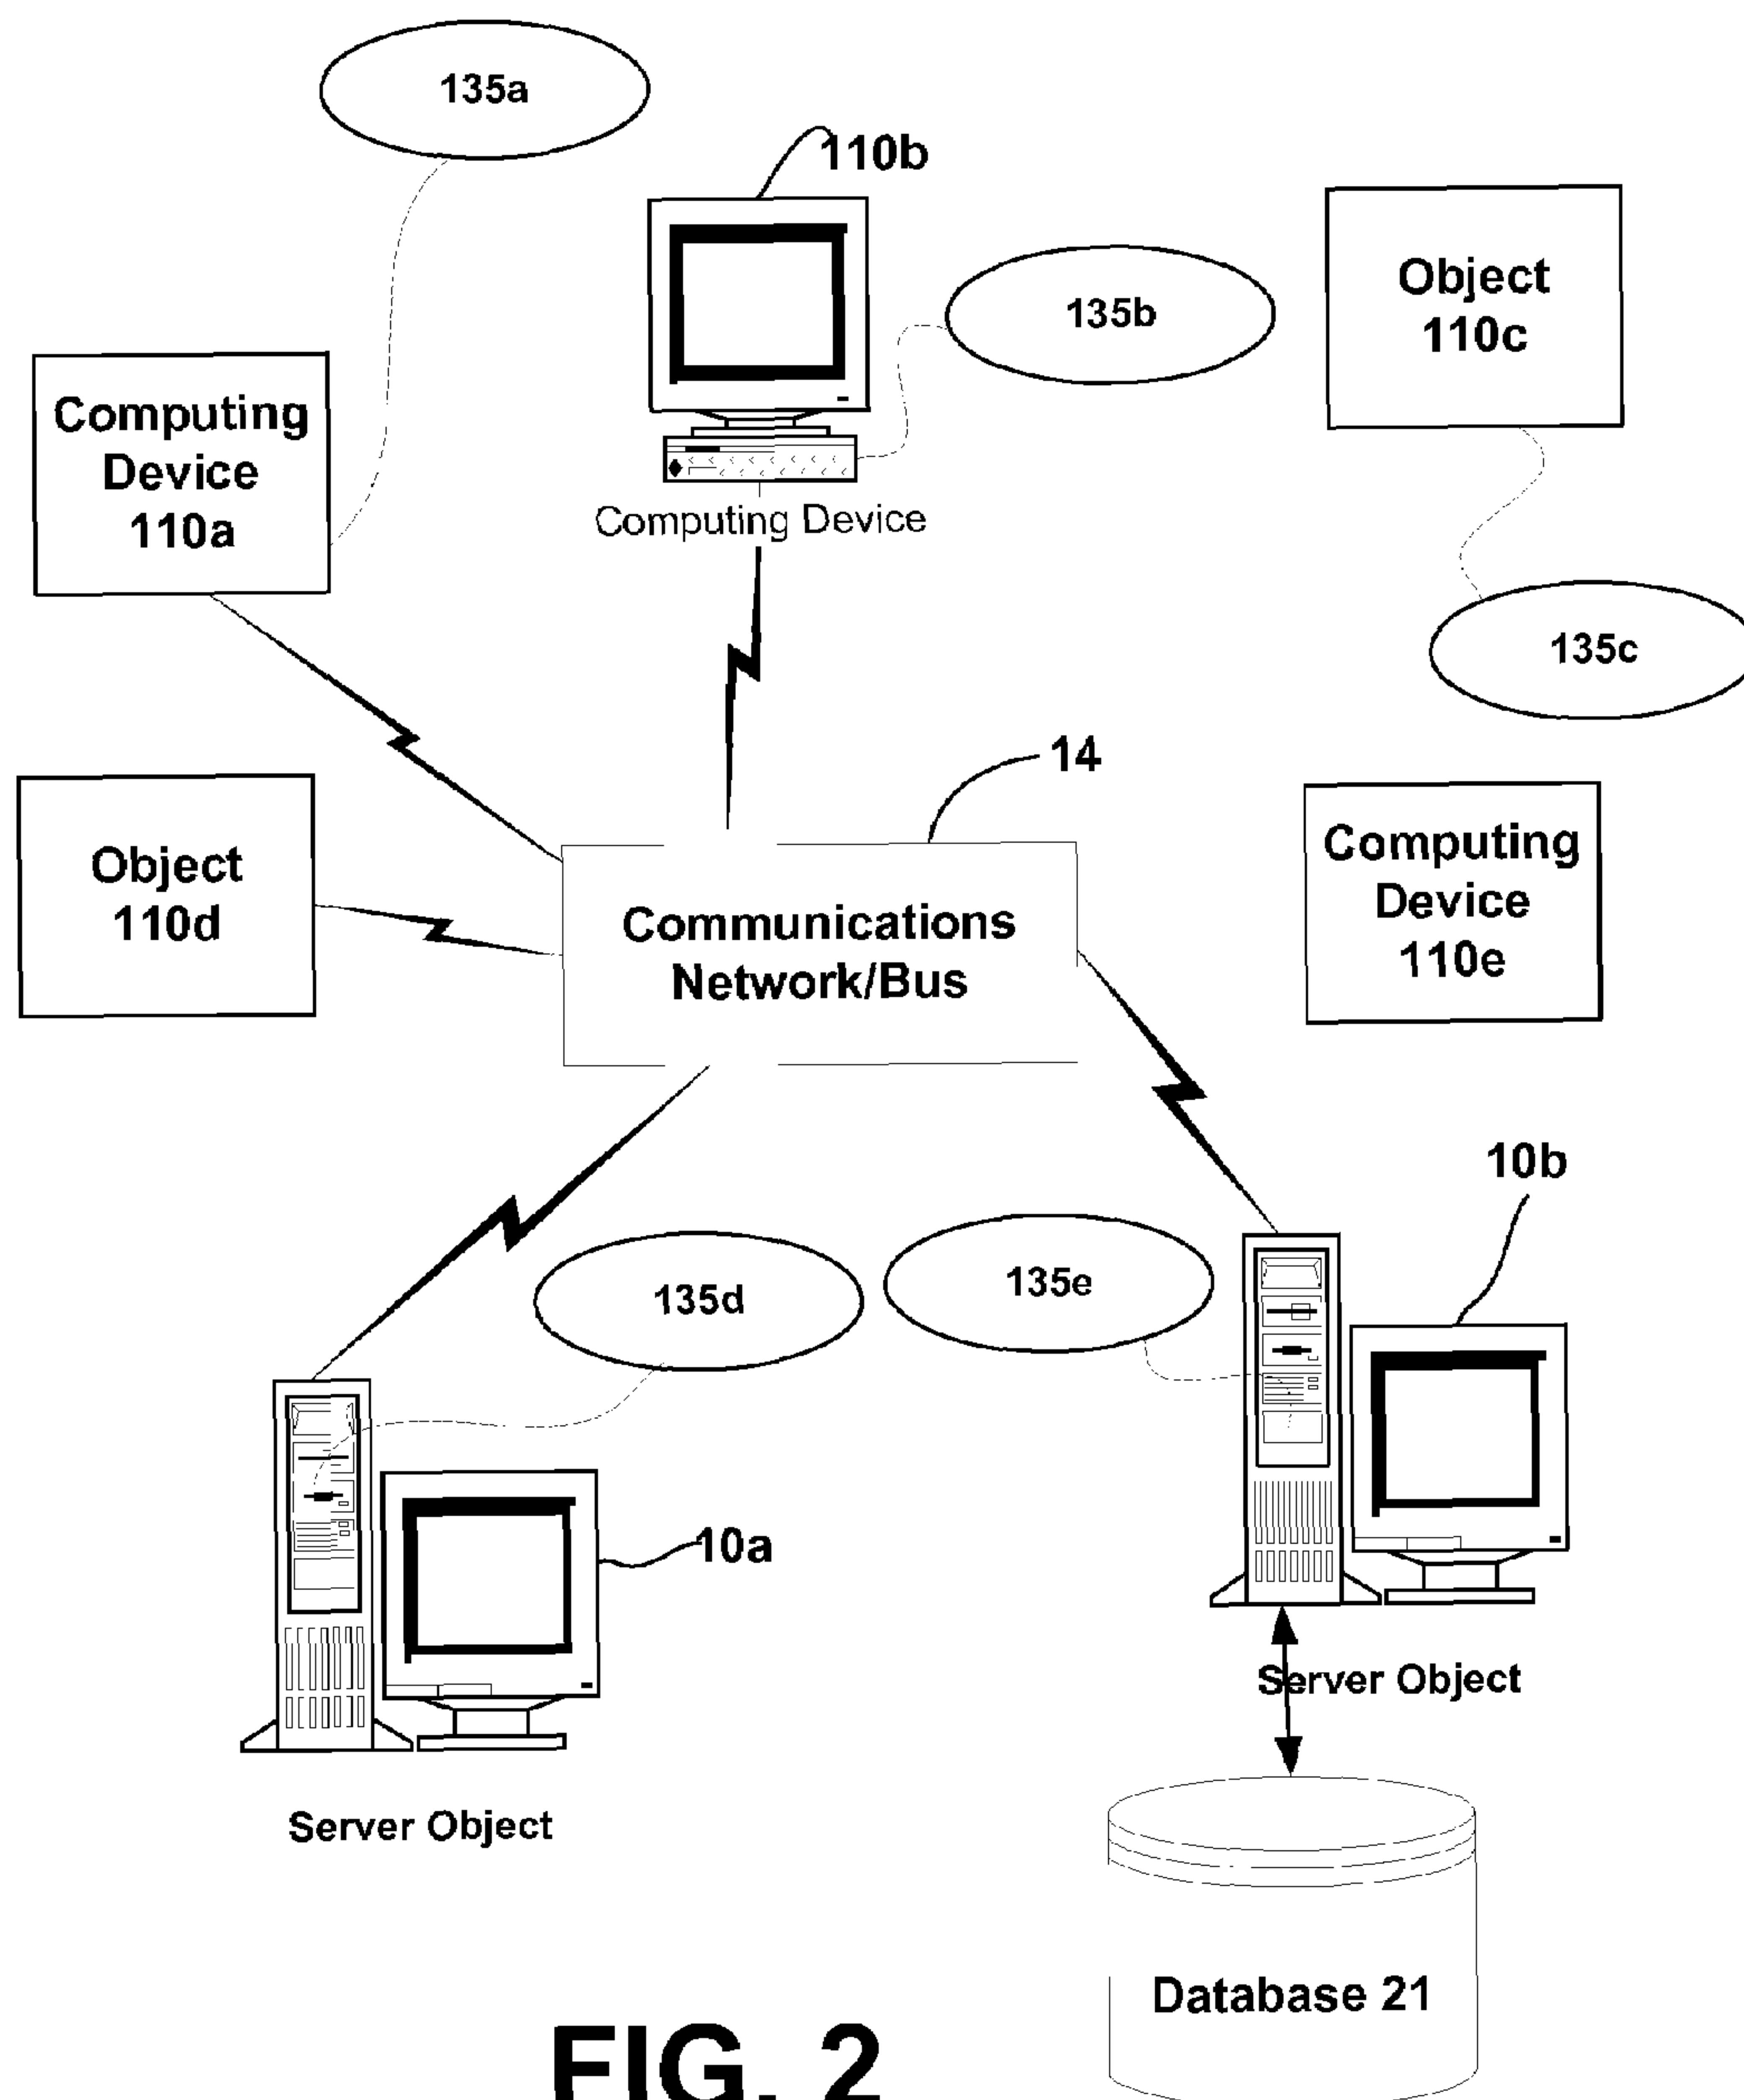 135a
110b
135b
Object
110c
Computing
Device
110a
Computing Device
135c
14
Object
110d
Communications
Network/Bus
Computing
Device
110e
10b
135d
135e
10a
Server Object
Server Object
Database 21
FIG. 2